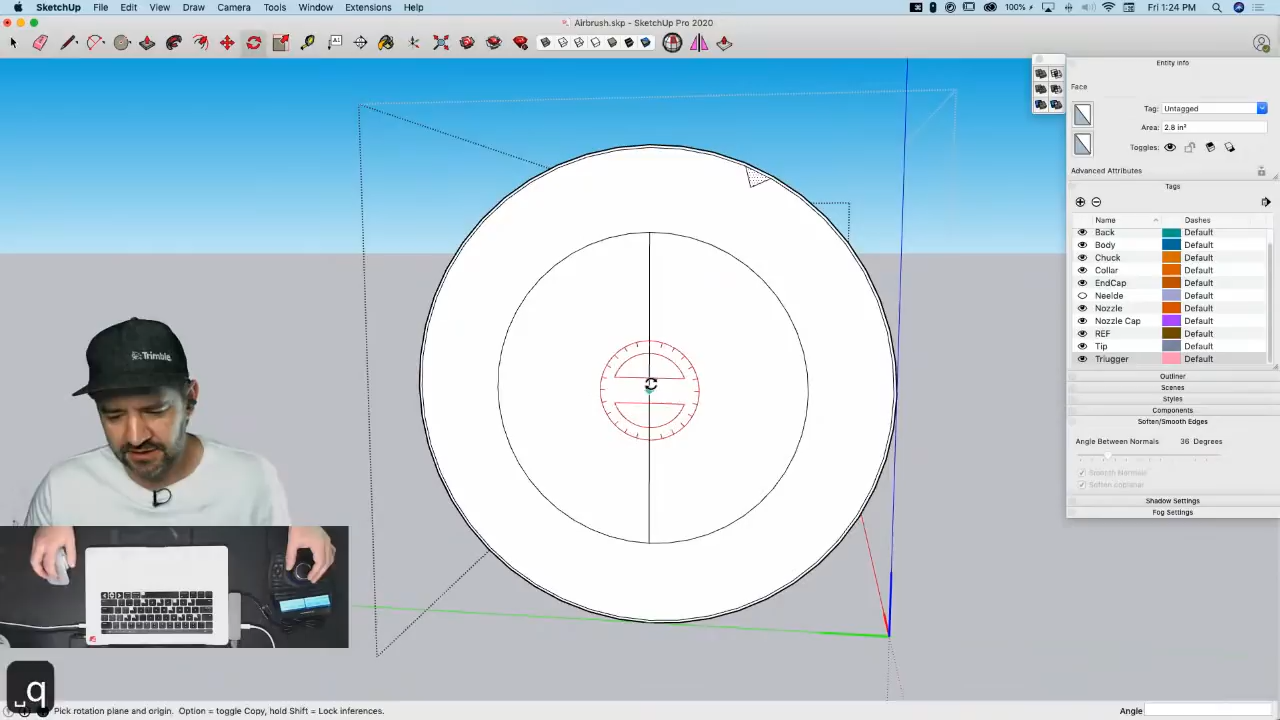 SketchUp File Edit View Draw Camera Tools Window Extensions Help 100% Fri 1:24 PM
Airbrush.skp - SketchUp Pro 2020
Entity Info
Face
Tag: Untagged
Area: 2.8 in²
Toggles:
Advanced Attributes
Tags
Name Dashes
Back Default
Body Default
Chuck Default
Collar Default
EndCap Default
Neelde Default
Nozzle Default
Nozzle Cap Default
REF Default
Tip Default
Triugger Default
Outliner
Scenes
Styles
Components
Soften/Smooth Edges
Angle Between Normals 36 Degrees
Smooth Normals
Soften coplanar
Shadow Settings
Fog Settings
Trimble
q
Pick rotation plane and origin. Option = toggle Copy, hold Shift = Lock inferences.
Angle